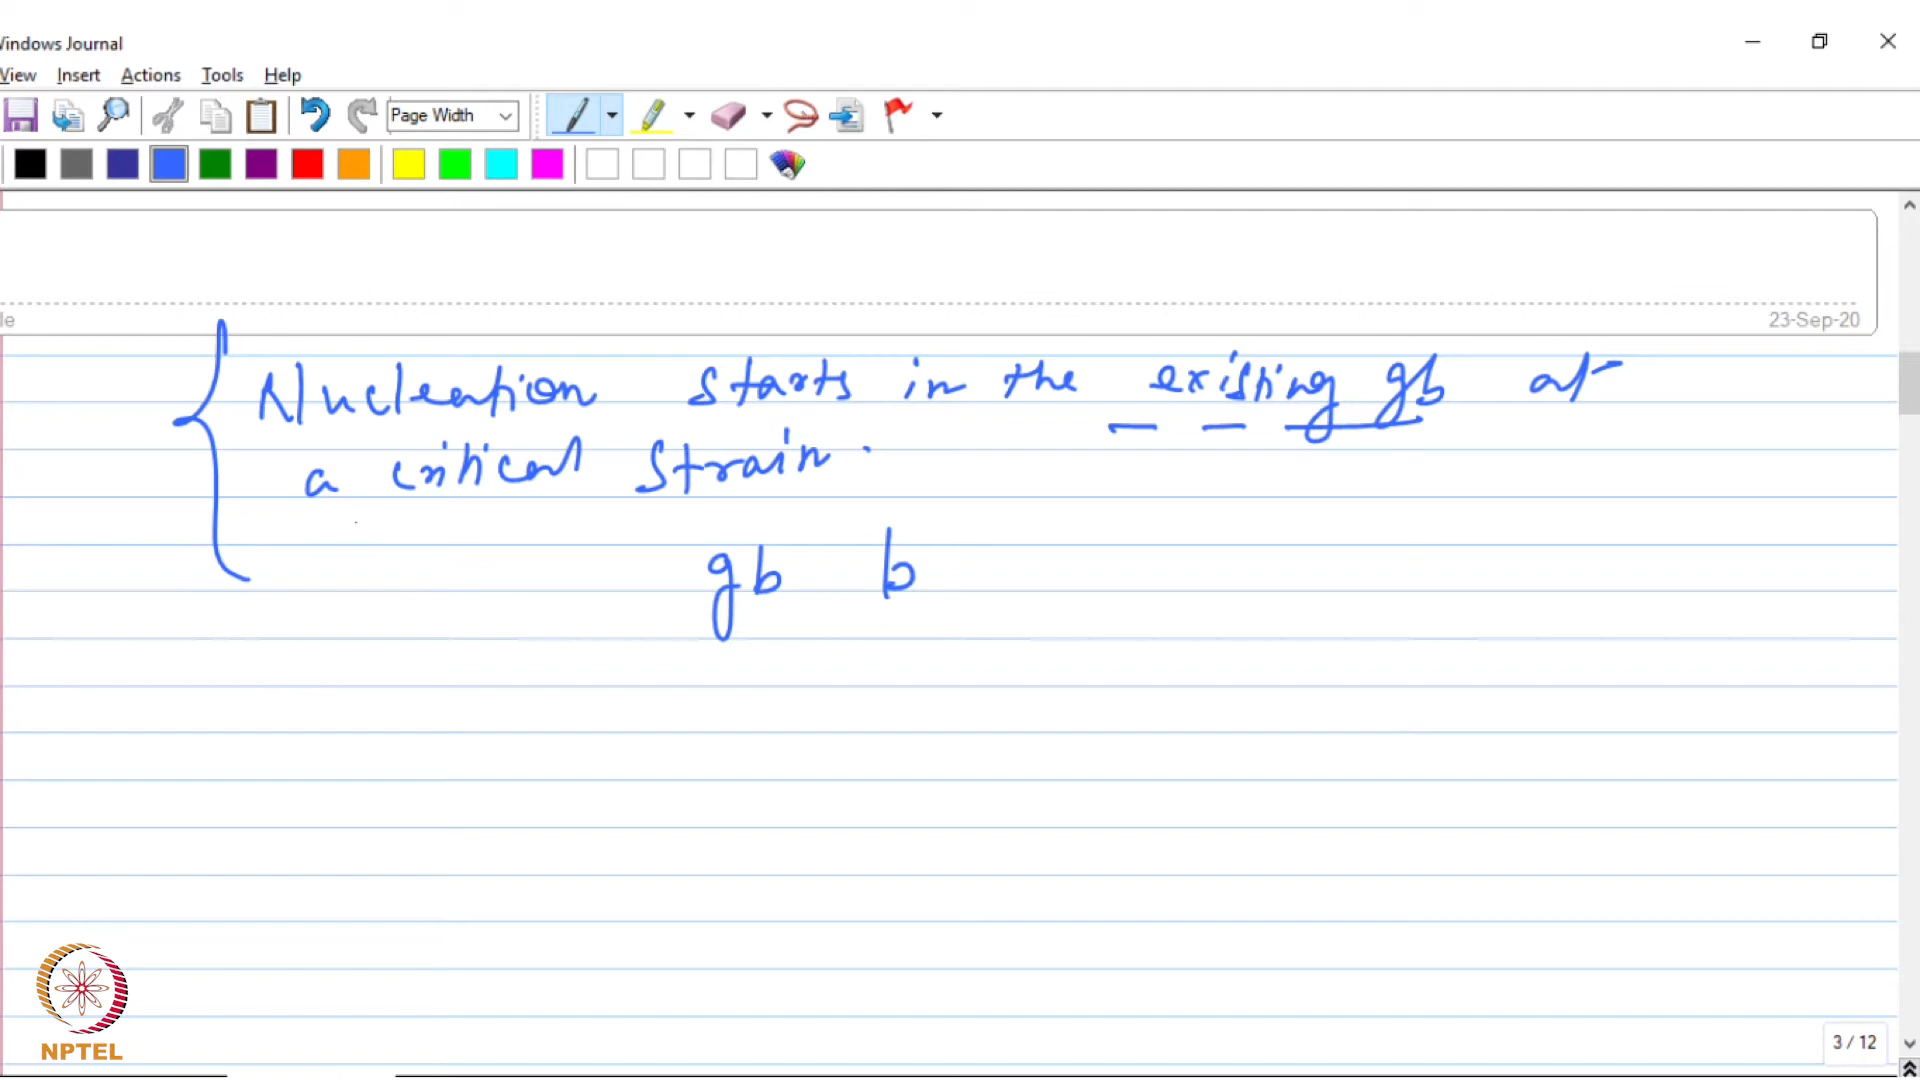 Windows Journal
View Insert Actions Tools Help
Page Width
le
23-Sep-20
Nucleation starts in the existing gb at
a critical strain.
gb b
3 / 12
NPTEL